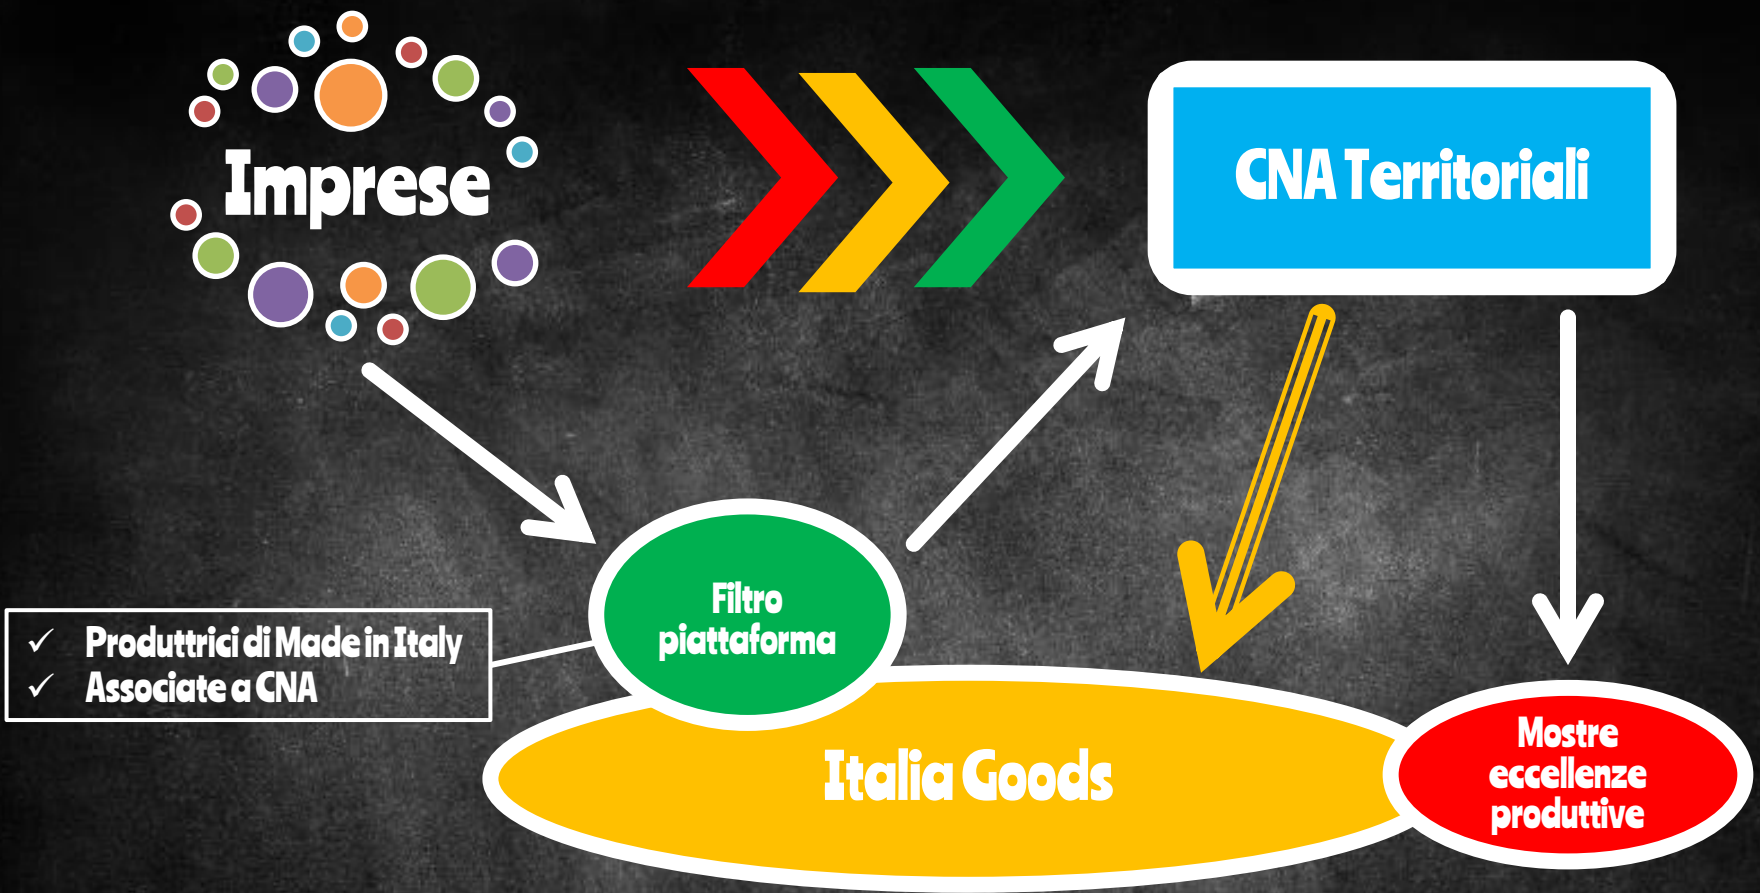 Imprese
CNA Territoriali
Filtro
piattaforma
✓ Produttrici di Made in Italy
✓ Associate a CNA
Italia Goods
Mostre
eccellenze
produttive